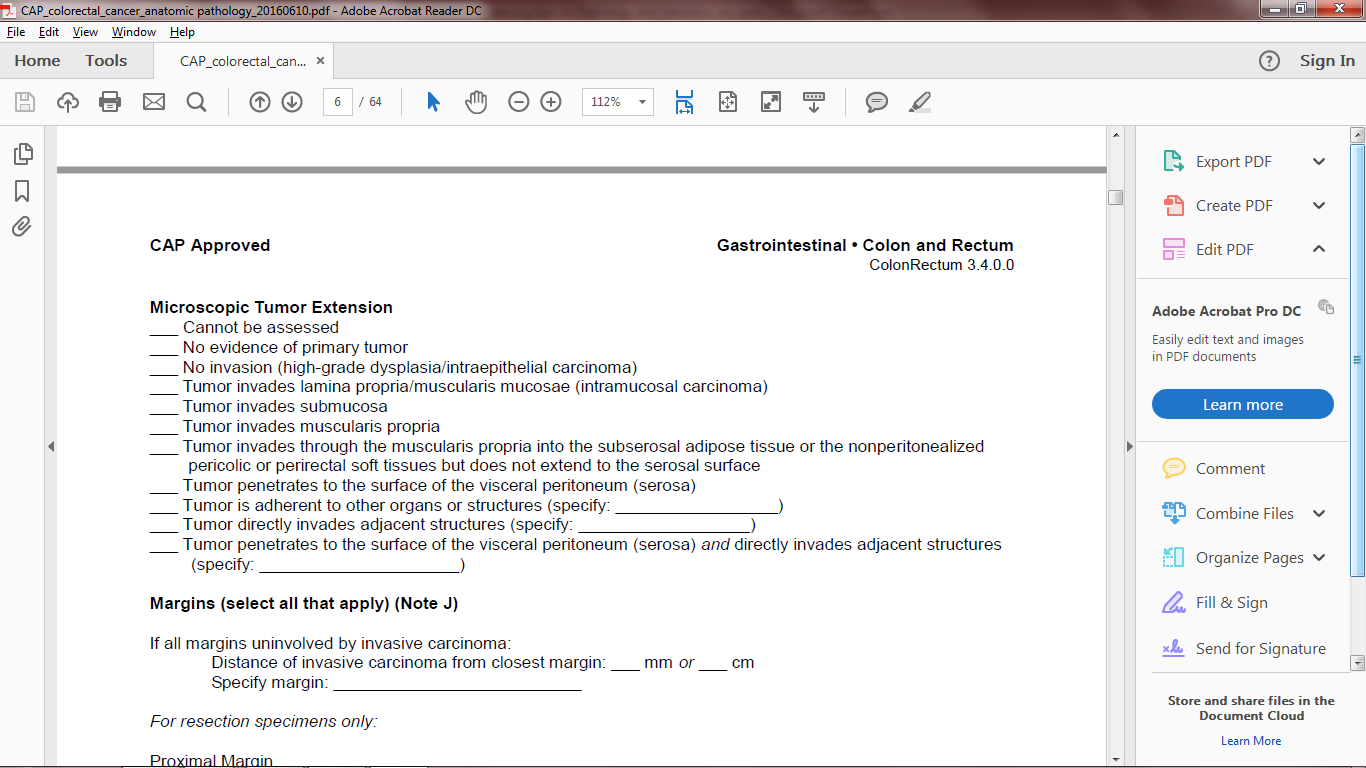 CAP_colorectal_cancer_anatomic pathology_20160610.pdf - Adobe Acrobat Reader DC
File Edit View Window Help
Home Tools CAP_colorectal_can... × Sign In
6 / 64 112%
CAP Approved Gastrointestinal • Colon and Rectum
ColonRectum 3.4.0.0
Microscopic Tumor Extension
___ Cannot be assessed
___ No evidence of primary tumor
___ No invasion (high-grade dysplasia/intraepithelial carcinoma)
___ Tumor invades lamina propria/muscularis mucosae (intramucosal carcinoma)
___ Tumor invades submucosa
___ Tumor invades muscularis propria
___ Tumor invades through the muscularis propria into the subserosal adipose tissue or the nonperitonealized
pericolic or perirectal soft tissues but does not extend to the serosal surface
___ Tumor penetrates to the surface of the visceral peritoneum (serosa)
___ Tumor is adherent to other organs or structures (specify: __________________)
___ Tumor directly invades adjacent structures (specify: ___________________)
___ Tumor penetrates to the surface of the visceral peritoneum (serosa) and directly invades adjacent structures
(specify: ______________________)
Margins (select all that apply) (Note J)
If all margins uninvolved by invasive carcinoma:
Distance of invasive carcinoma from closest margin: ___ mm or ___ cm
Specify margin: ___________________________
For resection specimens only:
Proximal Margin
Export PDF
Create PDF
Edit PDF
Adobe Acrobat Pro DC
Easily edit text and images
in PDF documents
Learn more
Comment
Combine Files
Organize Pages
Fill & Sign
Send for Signature
Store and share files in the
Document Cloud
Learn More